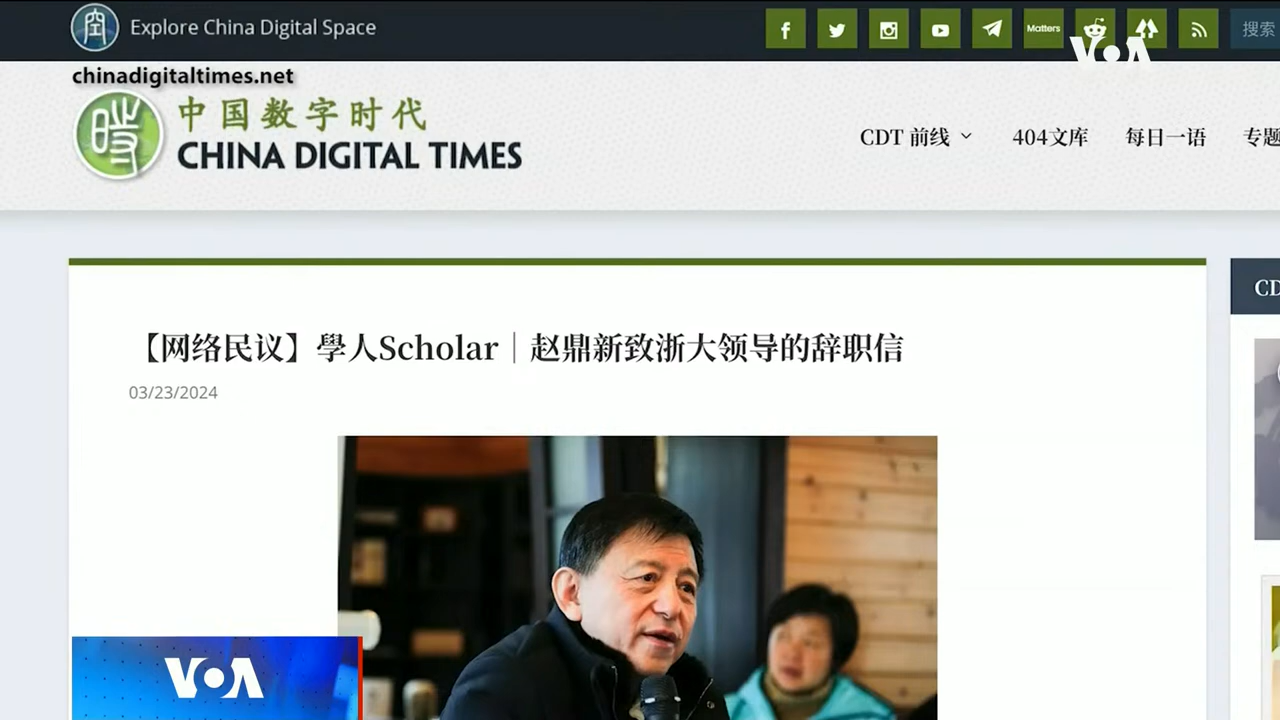 Explore China Digital Space
Matters
搜索
VOA
chinadigitaltimes.net
中国数字时代
CHINA DIGITAL TIMES
CDT 前线
404文库
每日一语
专题
【网络民议】學人Scholar｜赵鼎新致浙大领导的辞职信
03/23/2024
VOA